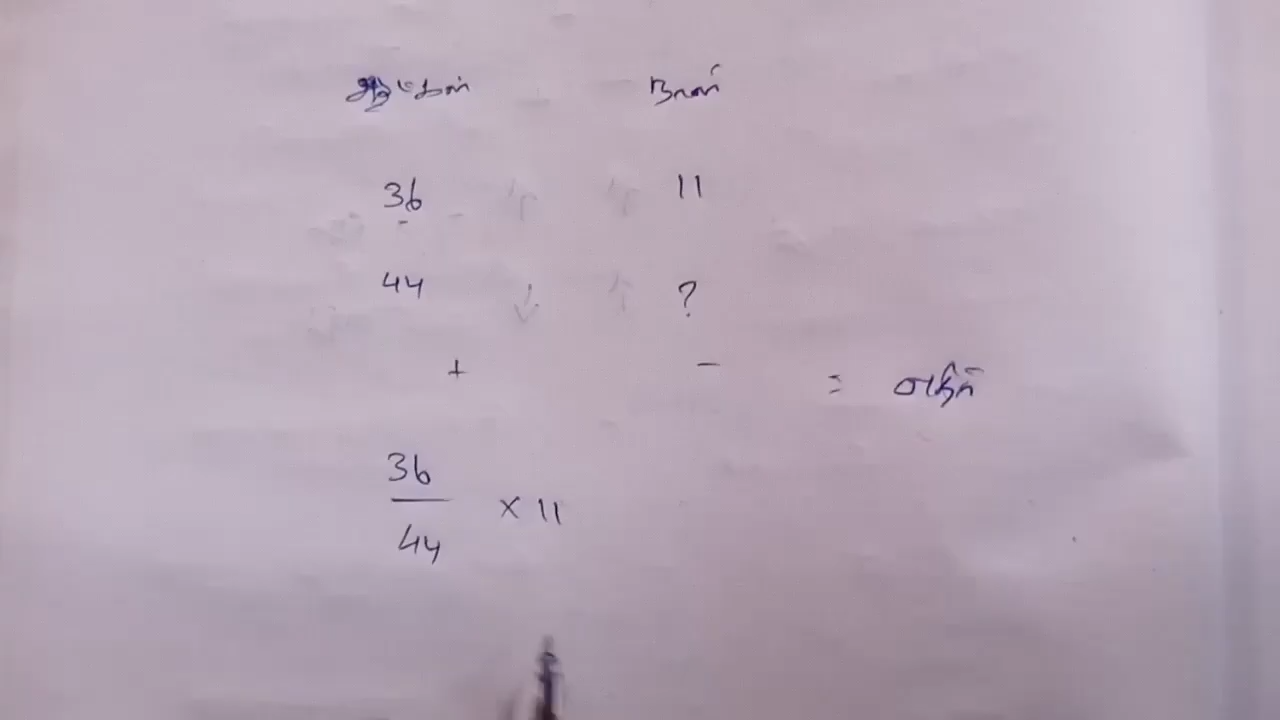 ஆட்கள் நாள்
36 11
44 ?
+ - = எதிர்
36
44 × 11